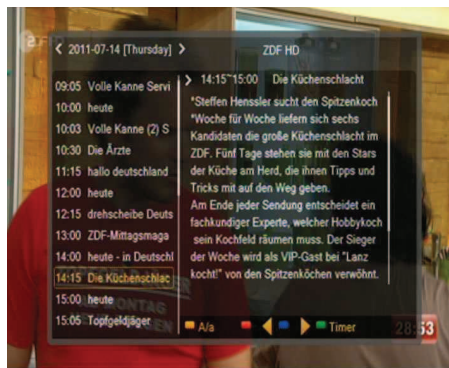 < 2011-07-14 [Thursday] >
ZDF HD
09:05 Volle Kanne Servi
10:00 heute
10:03 Volle Kanne (2) S
10:30 Die Ärzte
11:15 hallo deutschland
12:00 heute
12:15 drehscheibe Deuts
13:00 ZDF-Mittagsmaga
14:00 heute - in Deutschl
14:15 Die Küchenschlac
15:00 heute
15:05 Topfgeldjäger
> 14:15~15:00 Die Küchenschlacht
*Steffen Henssler sucht den Spitzenkoch
*Woche für Woche liefern sich sechs
Kandidaten die große Küchenschlacht im
ZDF. Fünf Tage stehen sie mit den Stars
der Küche am Herd, die ihnen Tipps und
Tricks mit auf den Weg geben.
Am Ende jeder Sendung entscheidet ein
fachkundiger Experte, welcher Hobbykoch
sein Kochfeld räumen muss. Der Sieger
der Woche wird als VIP-Gast bei "Lanz
kocht!" von den Spitzenköchen verwöhnt.
A/a
Timer
28:53